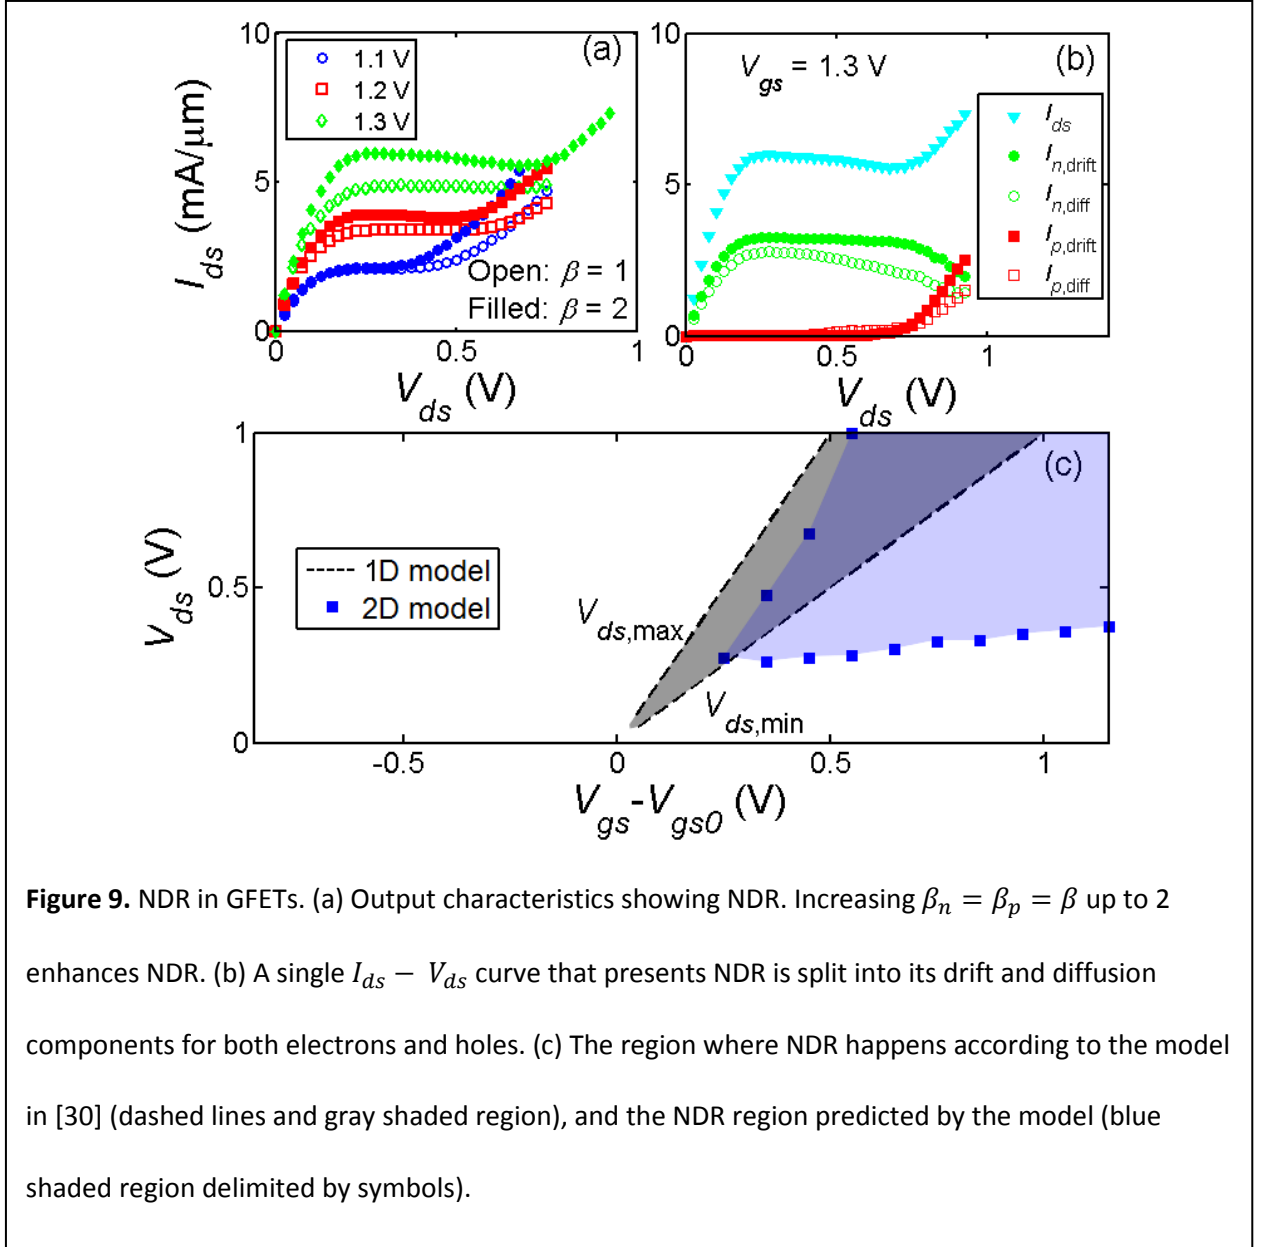 10
5
0
0
0.5
1
I_ds (mA/μm)
V_ds (V)
1.1 V
1.2 V
1.3 V
(a)
Open: β = 1
Filled: β = 2
10
5
0
0
0.5
1
V_ds (V)
V_gs = 1.3 V
(b)
I_ds
I_n,drift
I_n,diff
I_p,drift
I_p,diff
1
0.5
0
-0.5
0
0.5
1
V_ds (V)
V_gs-V_gs0 (V)
(c)
1D model
2D model
V_ds,max
V_ds,min
Figure 9. NDR in GFETs. (a) Output characteristics showing NDR. Increasing β_n = β_p = β up to 2
enhances NDR. (b) A single I_ds − V_ds curve that presents NDR is split into its drift and diffusion
components for both electrons and holes. (c) The region where NDR happens according to the model
in [30] (dashed lines and gray shaded region), and the NDR region predicted by the model (blue
shaded region delimited by symbols).